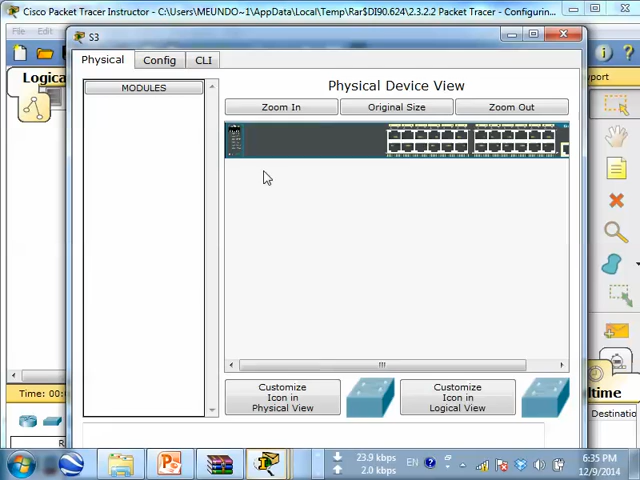 Cisco Packet Tracer Instructor - C:\Users\MEUNDO~1\AppData\Local\Temp\Rar$DI90.624\2.3.2.2 Packet Tracer - Configurin...
S3
File Edit
Physical Config CLI
Logica
port
MODULES
Physical Device View
Zoom In Original Size Zoom Out
Customize
Icon in
Physical View
Customize
Icon in
Logical View
Time: 00:
ltime
Destinatio
R
23.9 kbps
2.0 kbps
EN
6:35 PM
12/9/2014